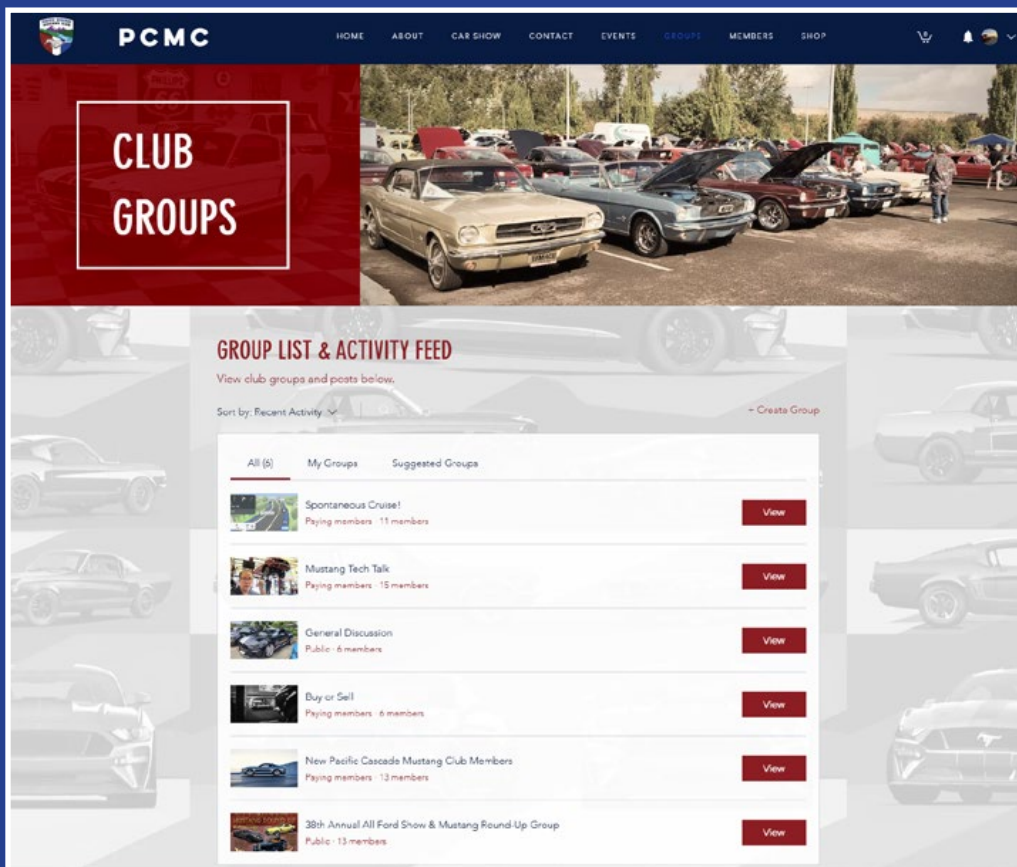 PCMC
HOME ABOUT CAR SHOW CONTACT EVENTS GROUPS MEMBERS SHOP
0
CLUB
GROUPS
GROUP LIST & ACTIVITY FEED
View club groups and posts below.
Sort by: Recent Activity
+ Create Group
All (6) My Groups Suggested Groups
Spontaneous Cruise!
Paying members · 11 members
View
Mustang Tech Talk
Paying members · 15 members
View
General Discussion
Public · 6 members
View
Buy or Sell
Paying members · 6 members
View
New Pacific Cascade Mustang Club Members
Paying members · 13 members
View
MUSTANG ROUND UP
38th Annual All Ford Show & Mustang Round-Up Group
Public · 13 members
View